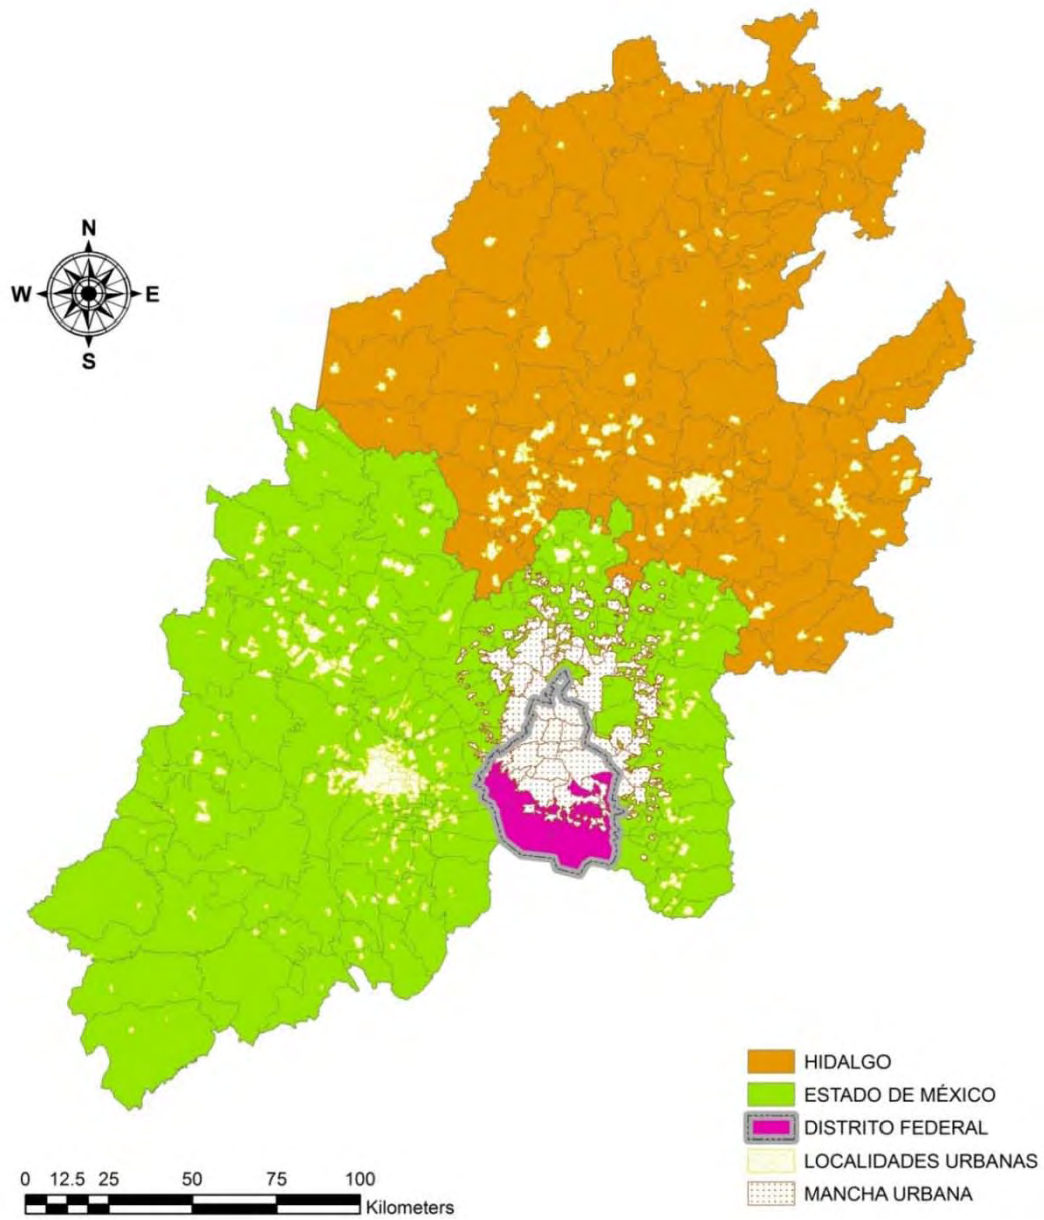 N
W E
S
HIDALGO
ESTADO DE MÉXICO
DISTRITO FEDERAL
LOCALIDADES URBANAS
MANCHA URBANA
0 12.5 25 50 75 100
Kilometers